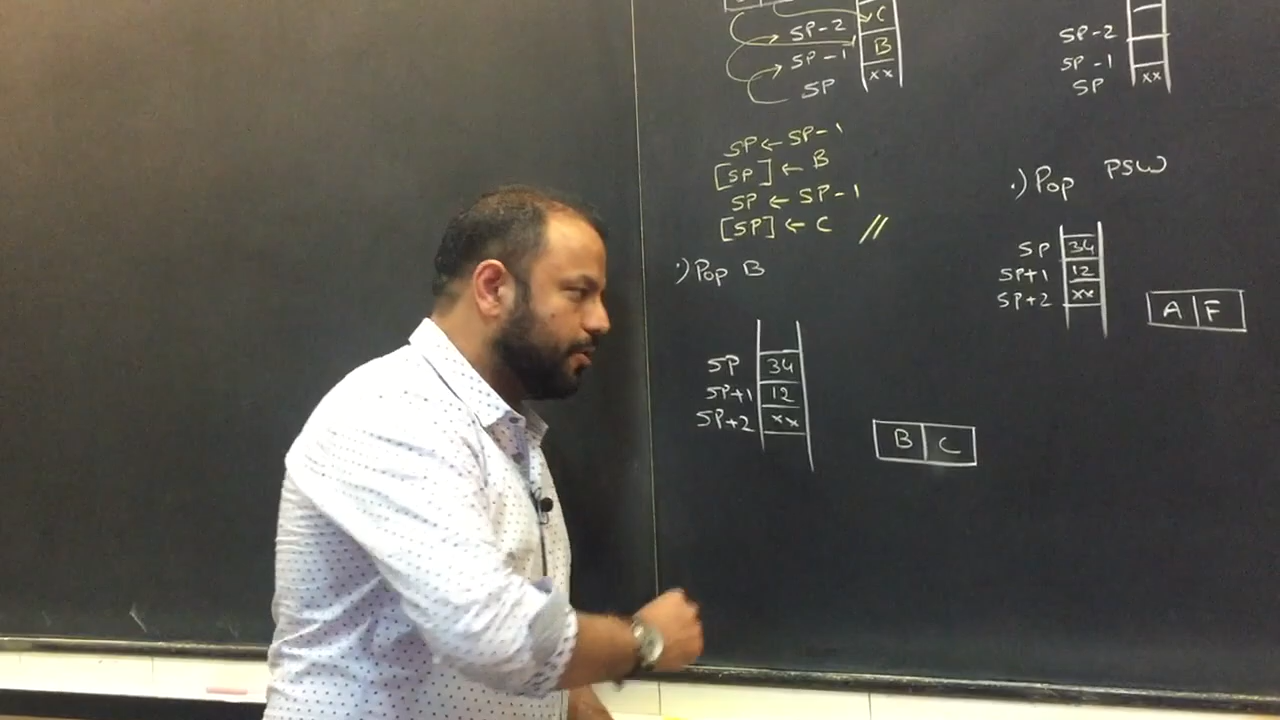 C
SP-2 B
SP-1 xx
SP
SP ← SP-1
[SP] ← B
SP ← SP-1
[SP] ← C //
·) Pop B
SP 34
SP+1 12
SP+2 xx
B C
SP-2
SP-1
SP xx
·) Pop PSW
SP 34
SP+1 12
SP+2 xx
A F